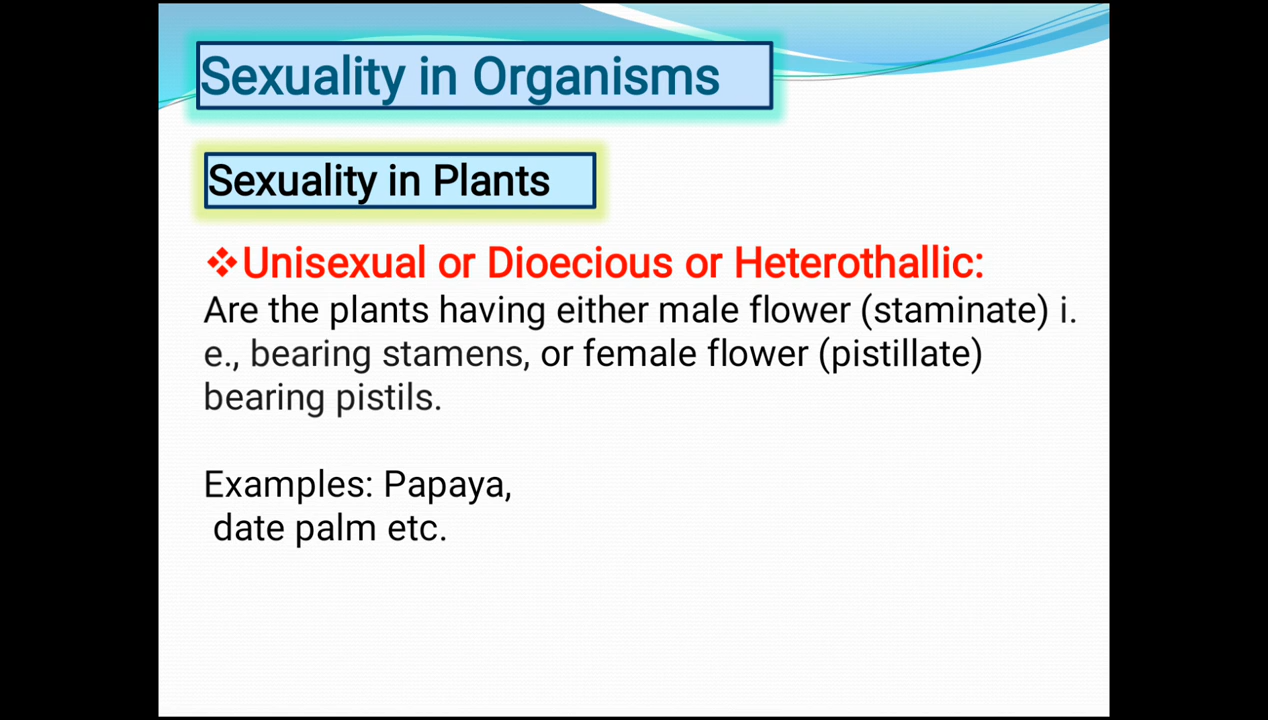 Sexuality in Organisms
Sexuality in Plants
❖Unisexual or Dioecious or Heterothallic:
Are the plants having either male flower (staminate) i.
e., bearing stamens, or female flower (pistillate)
bearing pistils.
Examples: Papaya,
date palm etc.